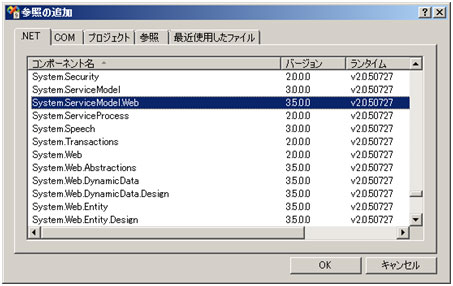 参照の追加
.NET COM プロジェクト 参照 最近使用したファイル
コンポーネント名 バージョン ランタイム
System.Security 2.0.0.0 v2.0.50727
System.ServiceModel 3.0.0.0 v2.0.50727
System.ServiceModel.Web 3.5.0.0 v2.0.50727
System.ServiceProcess 2.0.0.0 v2.0.50727
System.Speech 3.0.0.0 v2.0.50727
System.Transactions 2.0.0.0 v2.0.50727
System.Web 2.0.0.0 v2.0.50727
System.Web.Abstractions 3.5.0.0 v2.0.50727
System.Web.DynamicData 3.5.0.0 v2.0.50727
System.Web.DynamicData.Design 3.5.0.0 v2.0.50727
System.Web.Entity 3.5.0.0 v2.0.50727
System.Web.Entity.Design 3.5.0.0 v2.0.50727
OK キャンセル